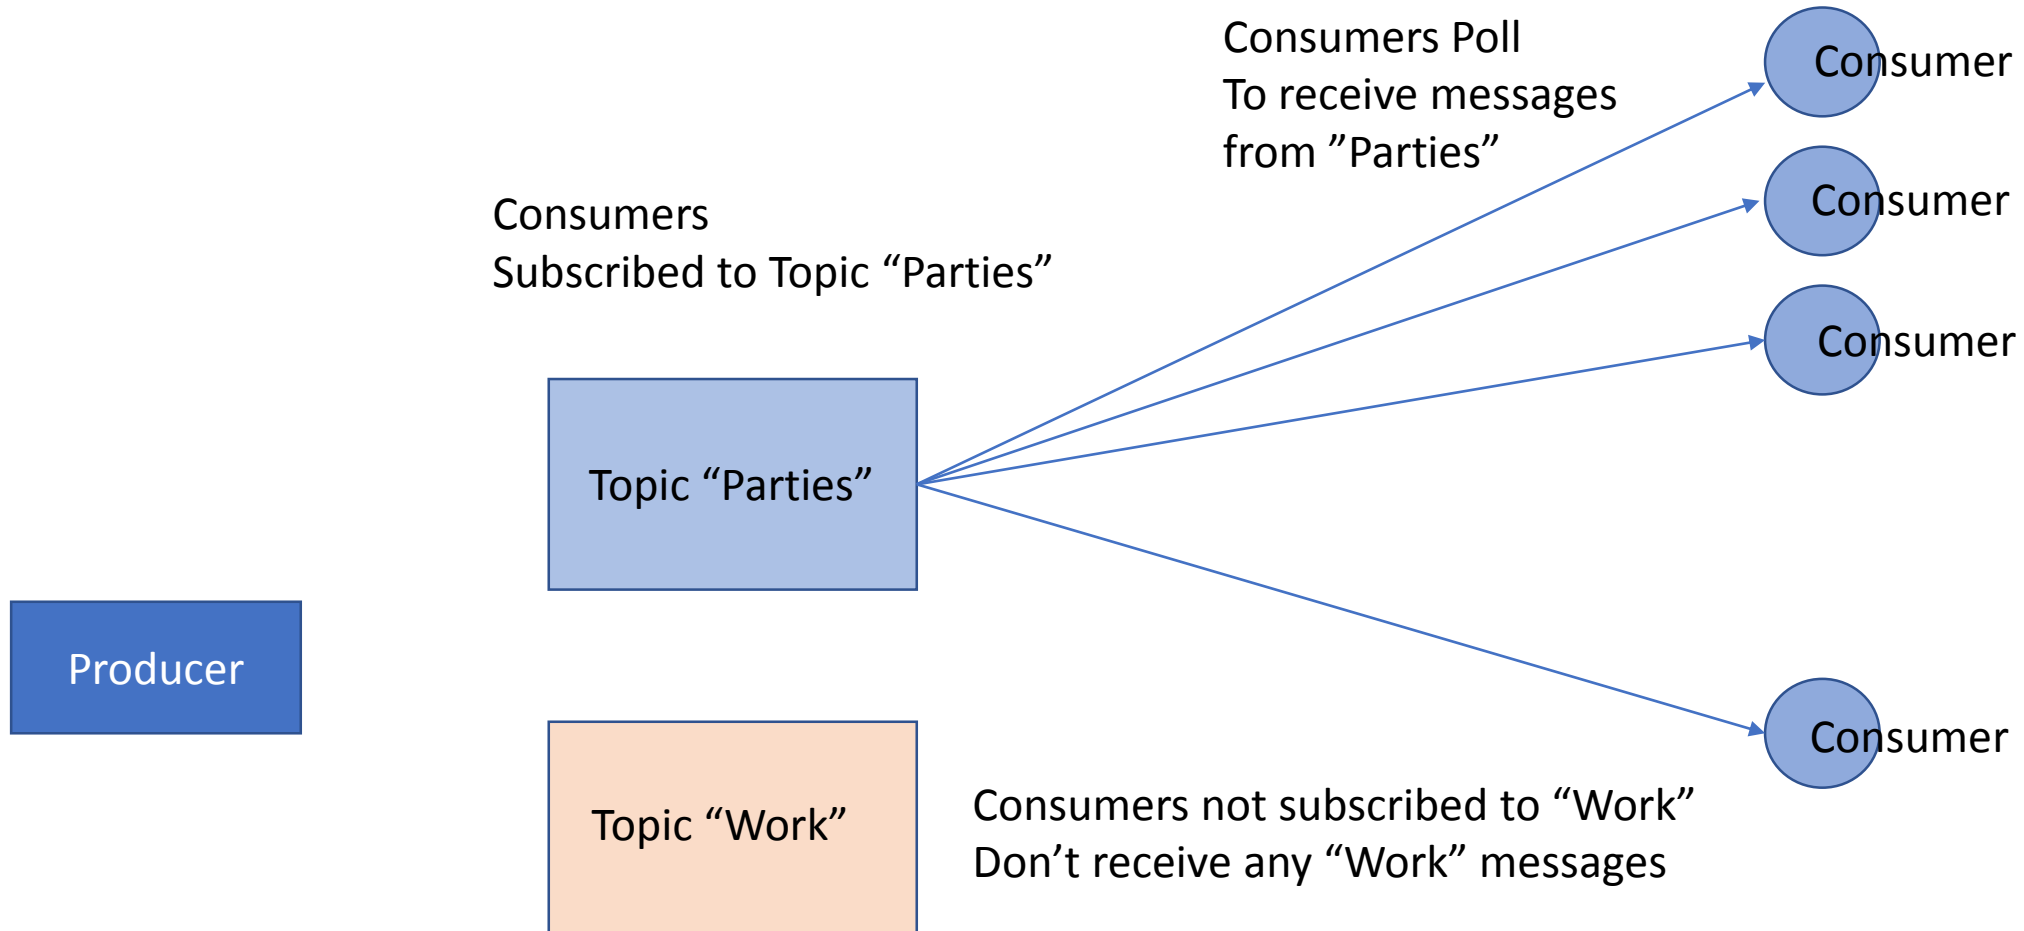 Consumers Poll
To receive messages
from ”Parties”
Consumer
Consumer
Consumer
Consumers
Subscribed to Topic “Parties”
Topic “Parties”
Producer
Consumer
Topic “Work”
Consumers not subscribed to “Work”
Don’t receive any “Work” messages